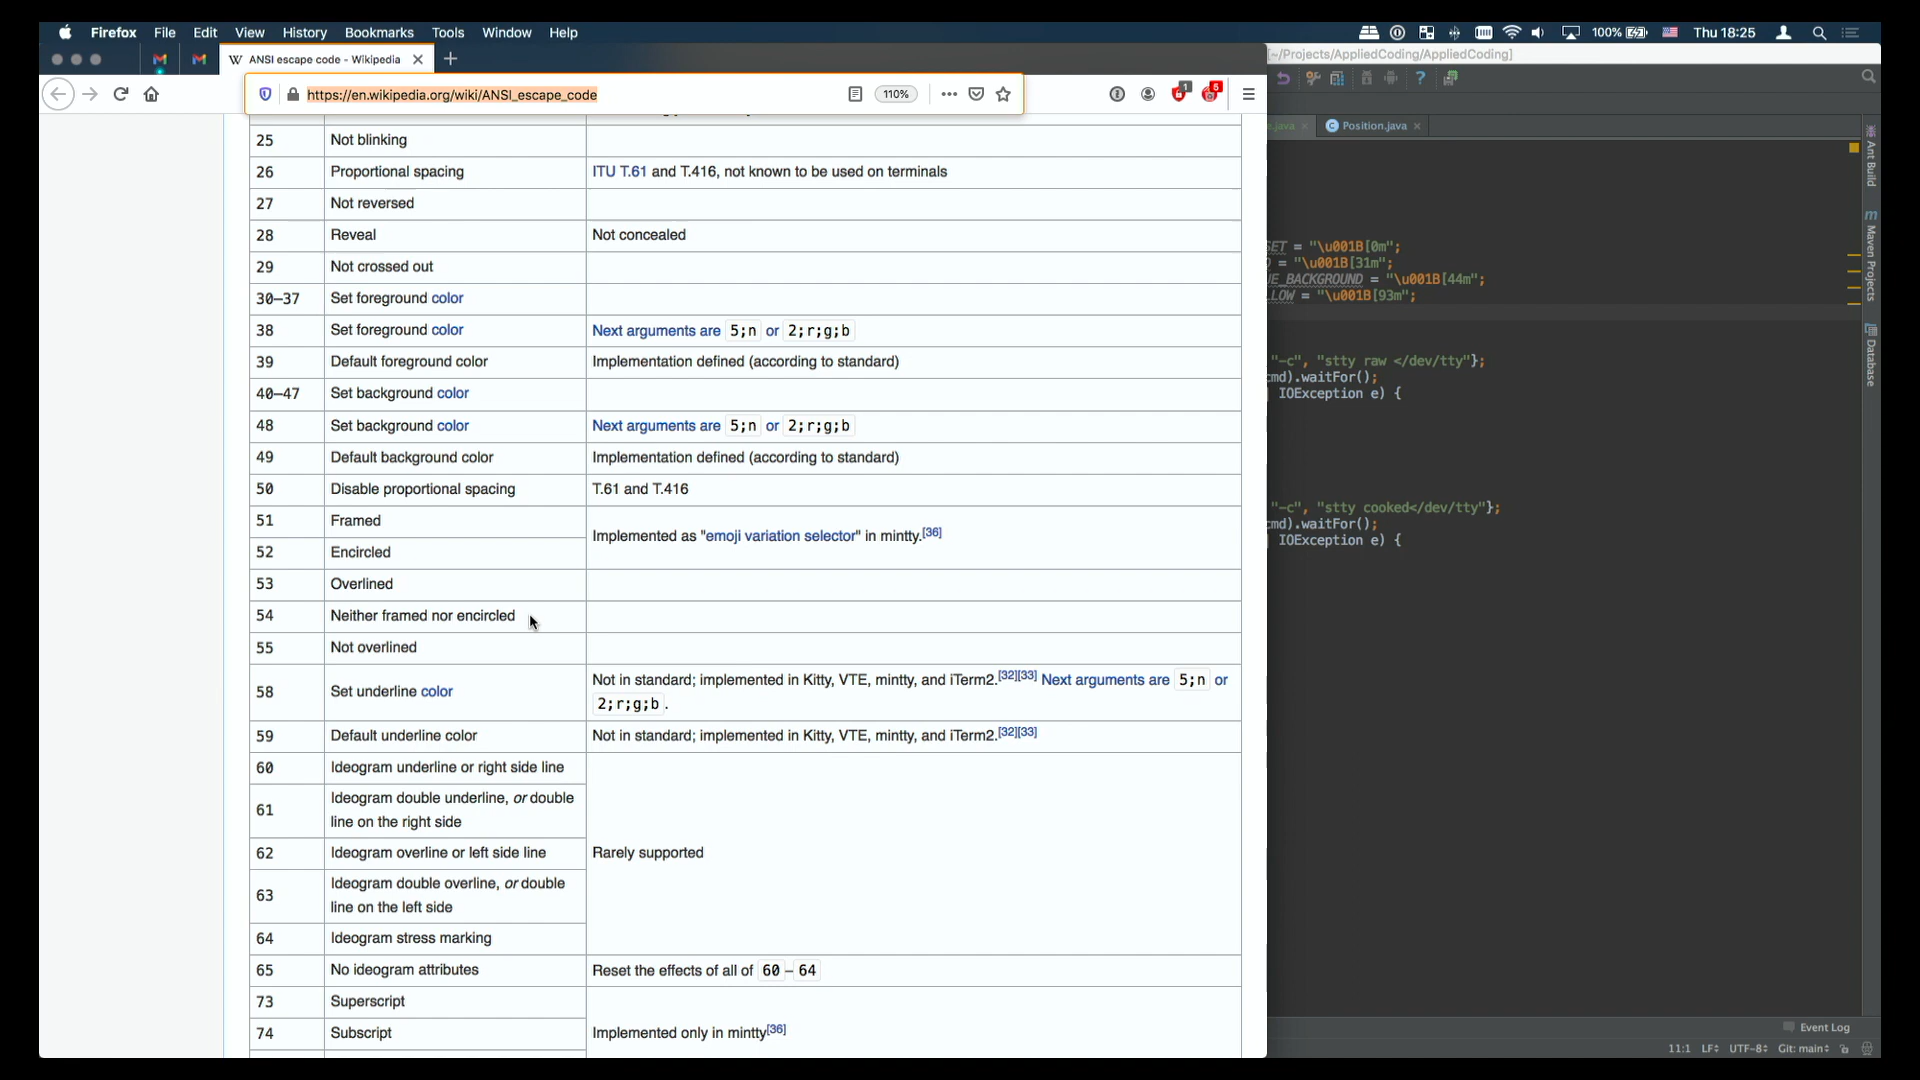 Firefox File Edit View History Bookmarks Tools Window Help
100% Thu 18:25
ANSI escape code - Wikipedia
https://en.wikipedia.org/wiki/ANSI_escape_code
110%
25 Not blinking
26 Proportional spacing ITU T.61 and T.416, not known to be used on terminals
27 Not reversed
28 Reveal Not concealed
29 Not crossed out
30–37 Set foreground color
38 Set foreground color Next arguments are 5;n or 2;r;g;b
39 Default foreground color Implementation defined (according to standard)
40–47 Set background color
48 Set background color Next arguments are 5;n or 2;r;g;b
49 Default background color Implementation defined (according to standard)
50 Disable proportional spacing T.61 and T.416
51 Framed
Implemented as "emoji variation selector" in mintty.[36]
52 Encircled
53 Overlined
54 Neither framed nor encircled
55 Not overlined
58 Set underline color Not in standard; implemented in Kitty, VTE, mintty, and iTerm2.[32][33] Next arguments are 5;n or
2;r;g;b .
59 Default underline color Not in standard; implemented in Kitty, VTE, mintty, and iTerm2.[32][33]
60 Ideogram underline or right side line
61 Ideogram double underline, or double
line on the right side
62 Ideogram overline or left side line Rarely supported
63 Ideogram double overline, or double
line on the left side
64 Ideogram stress marking
65 No ideogram attributes Reset the effects of all of 60 – 64
73 Superscript
74 Subscript Implemented only in mintty[36]
[~/Projects/AppliedCoding/AppliedCoding]
e.java Position.java
SET = "\u001B[0m";
D = "\u001B[31m";
UE_BACKGROUND = "\u001B[44m";
LLOW = "\u001B[93m";
"-c", "stty raw </dev/tty"};
cmd).waitFor();
| IOException e) {
"-c", "stty cooked</dev/tty"};
cmd).waitFor();
| IOException e) {
Ant Build
Maven Projects
Database
Event Log
11:1 LF UTF-8 Git: main